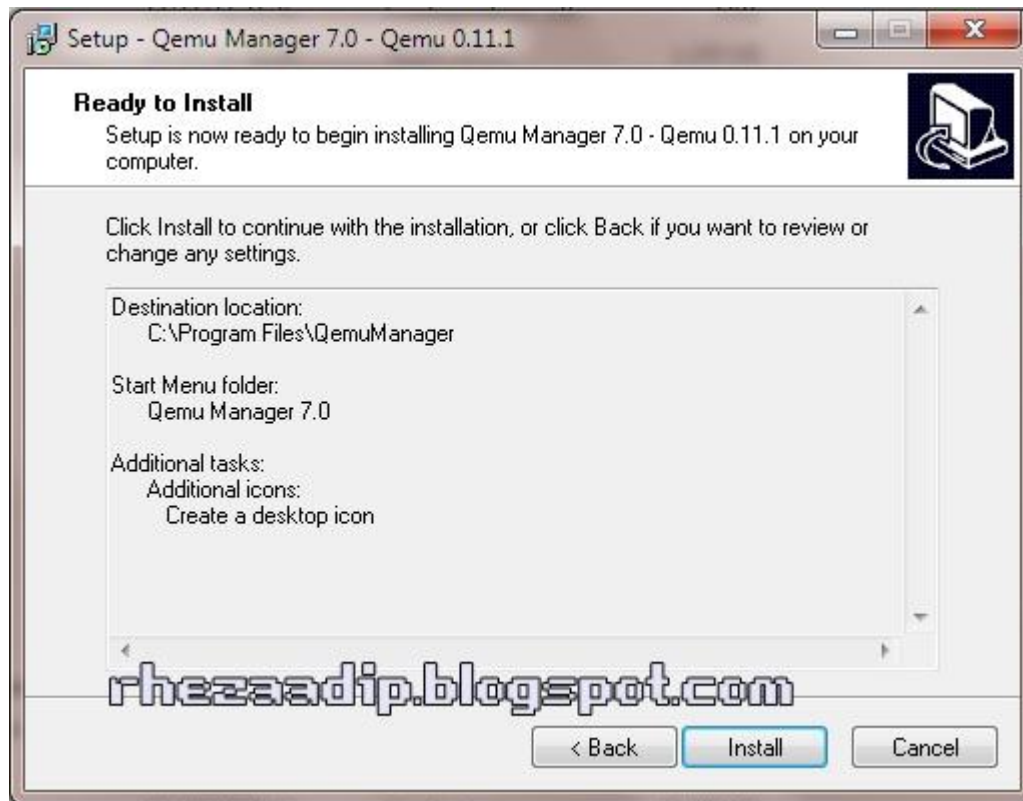 Setup - Qemu Manager 7.0 - Qemu 0.11.1
Ready to Install
Setup is now ready to begin installing Qemu Manager 7.0 - Qemu 0.11.1 on your
computer.
Click Install to continue with the installation, or click Back if you want to review or
change any settings.
Destination location:
C:\Program Files\QemuManager
Start Menu folder:
Qemu Manager 7.0
Additional tasks:
Additional icons:
Create a desktop icon
rhezaadip.blogspot.com
< Back
Install
Cancel